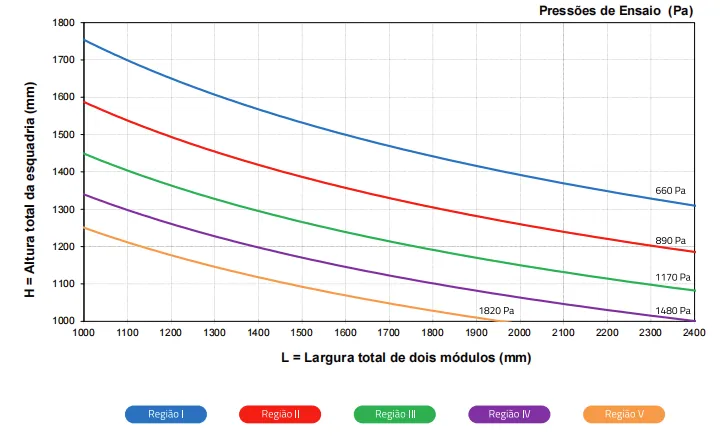 Pressões de Ensaio (Pa)
H = Altura total da esquadria (mm)
1800
1700
1600
1500
1400
1300
1200
1100
1000
660 Pa
890 Pa
1170 Pa
1820 Pa
1480 Pa
1000 1100 1200 1300 1400 1500 1600 1700 1800 1900 2000 2100 2200 2300 2400
L = Largura total de dois módulos (mm)
Região I
Região II
Região III
Região IV
Região V